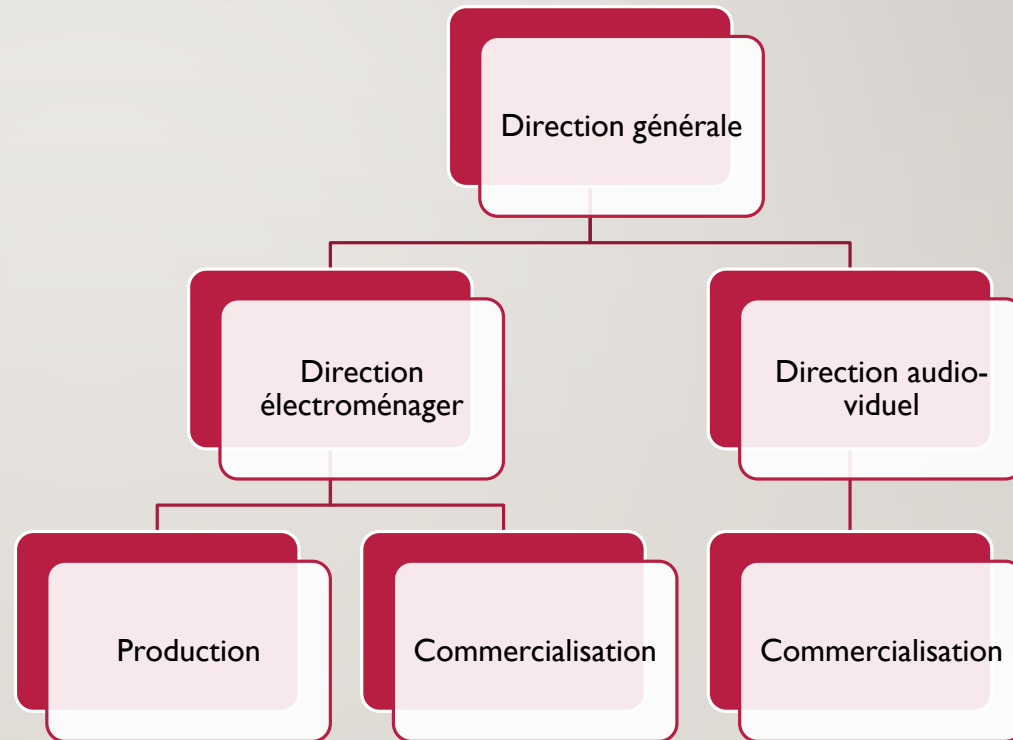 Direction générale
Direction
électroménager
Direction audio-
viduel
Production
Commercialisation
Commercialisation